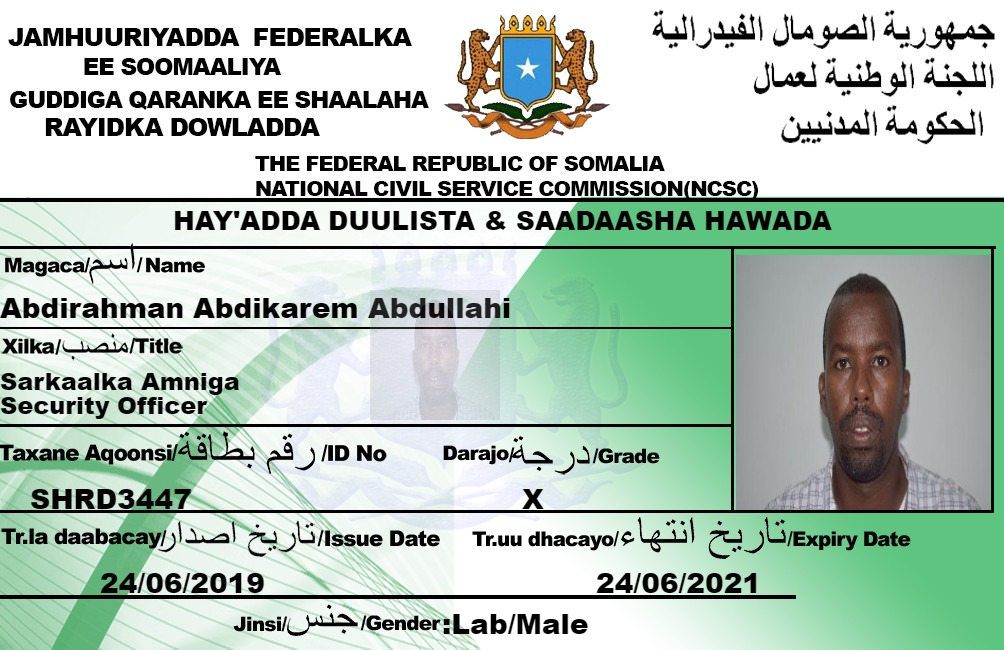 JAMHUURIYADDA FEDERALKA
EE SOOMAALIYA
GUDDIGA QARANKA EE SHAALAHA
RAYIDKA DOWLADDA
جمهورية الصومال الفيدرالية
اللجنة الوطنية لعمال
الحكومة المدنيين
THE FEDERAL REPUBLIC OF SOMALIA
NATIONAL CIVIL SERVICE COMMISSION(NCSC)
HAY'ADDA DUULISTA & SAADAASHA HAWADA
Magaca/اسم/Name
Abdirahman Abdikarem Abdullahi
Xilka/منصب/Title
Sarkaalka Amniga
Security Officer
Taxane Aqoonsi/رقم بطاقة/ID No Darajo/درجة/Grade
SHRD3447 X
Tr.la daabacay/تاريخ اصدار/Issue Date Tr.uu dhacayo/تاريخ انتهاء/Expiry Date
24/06/2019 24/06/2021
Jinsi/جنس/Gender:Lab/Male